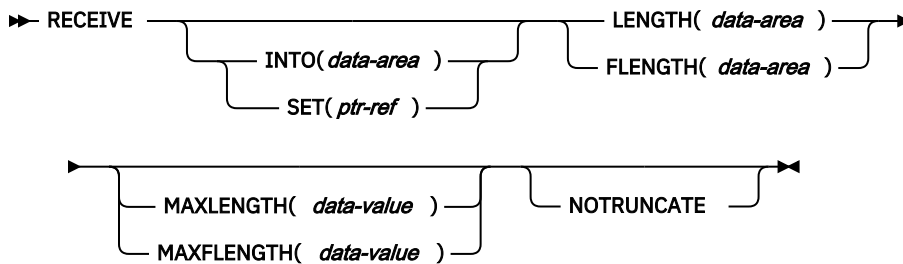 RECEIVE LENGTH( data-area )
INTO( data-area ) FLENGTH( data-area )
SET( ptr-ref )
MAXLENGTH( data-value ) NOTRUNCATE
MAXFLENGTH( data-value )